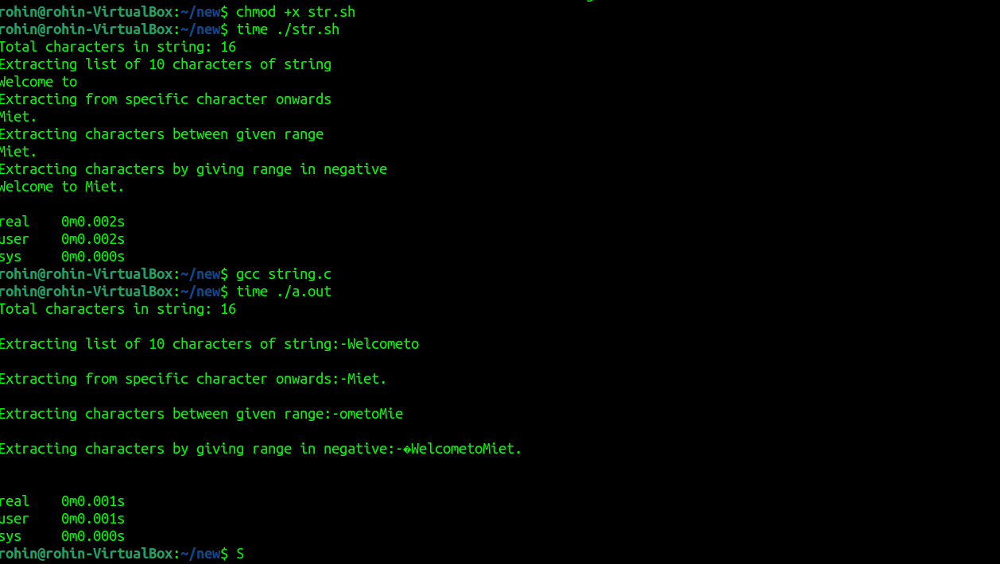 rohin@rohin-VirtualBox:~/new$ chmod +x str.sh
rohin@rohin-VirtualBox:~/new$ time ./str.sh
Total characters in string: 16
Extracting list of 10 characters of string
Welcome to
Extracting from specific character onwards
Miet.
Extracting characters between given range
Miet.
Extracting characters by giving range in negative
Welcome to Miet.

real    0m0.002s
user    0m0.002s
sys     0m0.000s
rohin@rohin-VirtualBox:~/new$ gcc string.c
rohin@rohin-VirtualBox:~/new$ time ./a.out
Total characters in string: 16

Extracting list of 10 characters of string:-Welcometo

Extracting from specific character onwards:-Miet.

Extracting characters between given range:-ometoMie

Extracting characters by giving range in negative:-�WelcometoMiet.


real    0m0.001s
user    0m0.001s
sys     0m0.000s
rohin@rohin-VirtualBox:~/new$ S